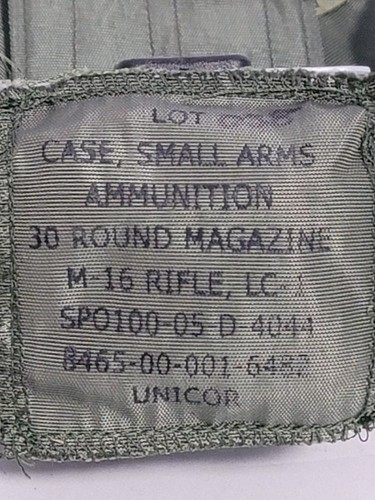 LOT
CASE, SMALL ARMS
AMMUNITION
30 ROUND MAGAZINE
M-16 RIFLE, LC-1
SPO100-05-D-4044
8465-00-001-6482
UNICOR